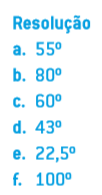 Resolução
a. 55º
b. 80º
c. 60º
d. 43º
e. 22,5º
f. 100º